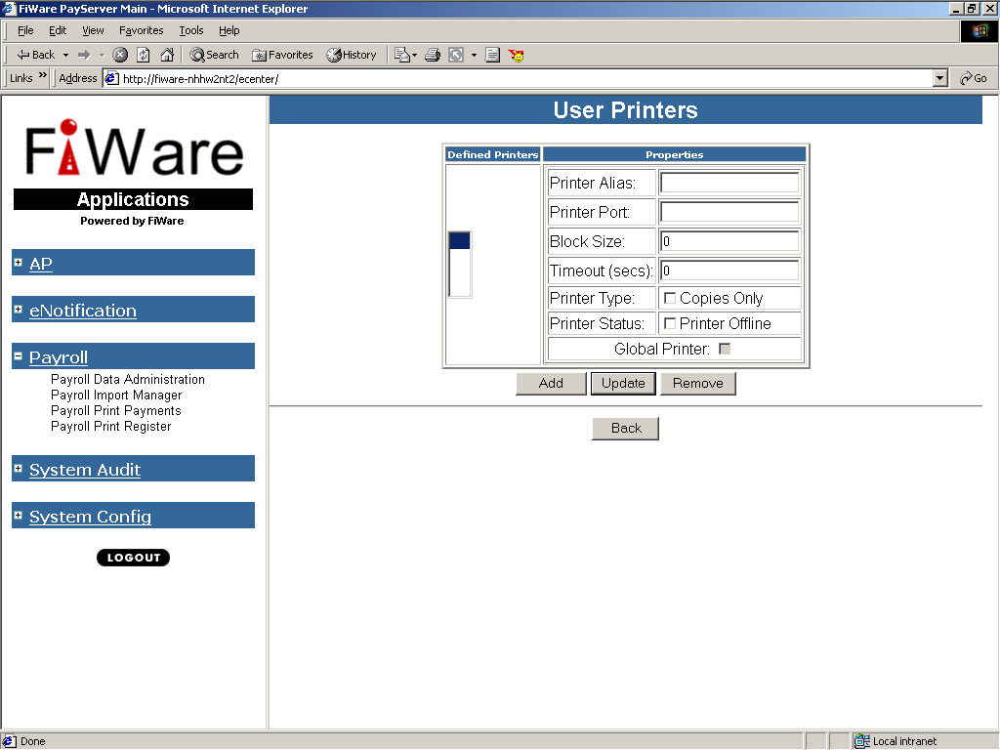 FiWare PayServer Main - Microsoft Internet Explorer
File Edit View Favorites Tools Help
Back Search Favorites History
Links » Address http://fiware-nhhw2nt2/ecenter/ Go
FiWare
Applications
Powered by FiWare
AP
eNotification
Payroll
Payroll Data Administration
Payroll Import Manager
Payroll Print Payments
Payroll Print Register
System Audit
System Config
LOGOUT
User Printers
Defined Printers Properties
Printer Alias:
Printer Port:
Block Size: 0
Timeout (secs): 0
Printer Type: Copies Only
Printer Status: Printer Offline
Global Printer:
Add Update Remove
Back
Done Local intranet